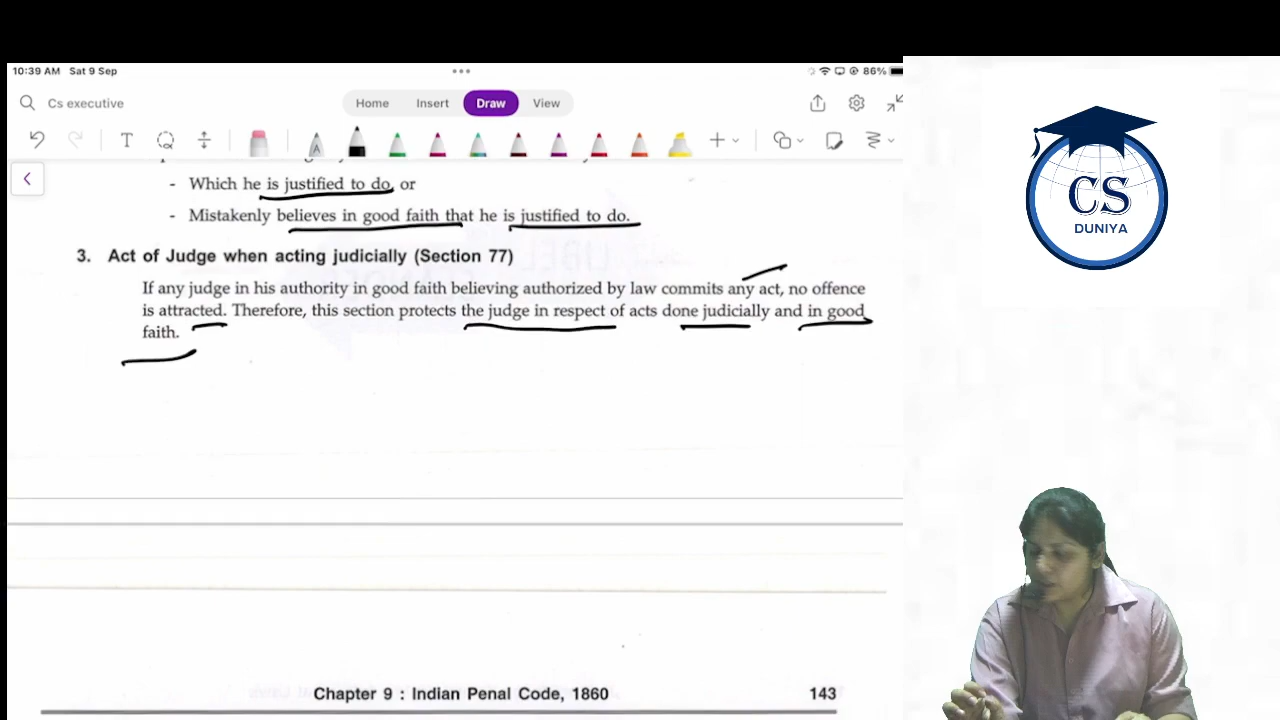 10:39 AM Sat 9 Sep
86%
Cs executive
Home Insert Draw View
T
A
- Which he is justified to do, or
- Mistakenly believes in good faith that he is justified to do.
3. Act of Judge when acting judicially (Section 77)
If any judge in his authority in good faith believing authorized by law commits any act, no offence
is attracted. Therefore, this section protects the judge in respect of acts done judicially and in good
faith.
Chapter 9 : Indian Penal Code, 1860 143
CS
DUNIYA